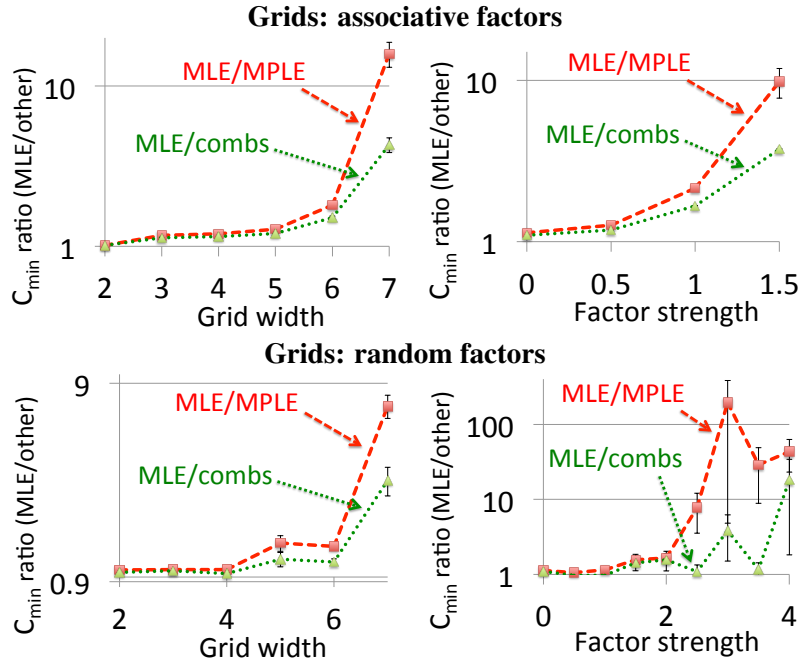 Grids: associative factors
C_min ratio (MLE/other)
10
1
MLE/MPLE
MLE/combs
2 3 4 5 6 7
Grid width
C_min ratio (MLE/other)
10
1
MLE/MPLE
MLE/combs
0 0.5 1 1.5
Factor strength
Grids: random factors
C_min ratio (MLE/other)
9
0.9
MLE/MPLE
MLE/combs
2 4 6
Grid width
C_min ratio (MLE/other)
100
10
1
MLE/MPLE
MLE/combs
0 2 4
Factor strength